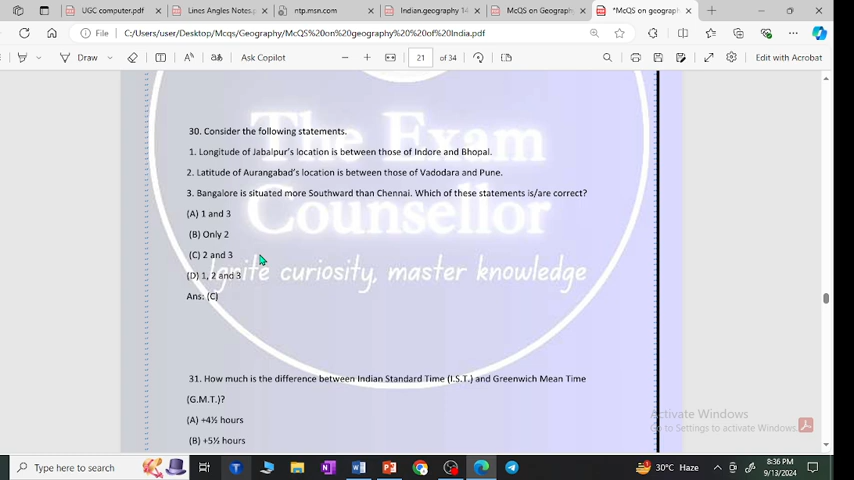 UGC computer.pdf
Lines Angles Notes.p
ntp.msn.com
Indian.geography 14
McQS on Geography
*McQS on geograph
File
C:/Users/user/Desktop/Mcqs/Geography/McQS%20on%20geography%20%20of%20India.pdf
Draw
aあ
Ask Copilot
21
of 34
Edit with Acrobat
The Exam
Counsellor
Ignite curiosity, master knowledge
30. Consider the following statements.
1. Longitude of Jabalpur's location is between those of Indore and Bhopal.
2. Latitude of Aurangabad's location is between those of Vadodara and Pune.
3. Bangalore is situated more Southward than Chennai. Which of these statements is/are correct?
(A) 1 and 3
(B) Only 2
(C) 2 and 3
(D) 1, 2 and 3
Ans: (C)
31. How much is the difference between Indian Standard Time (I.S.T.) and Greenwich Mean Time
(G.M.T.)?
(A) +4½ hours
(B) +5½ hours
Activate Windows
Go to Settings to activate Windows.
Type here to search
30°C Haze
8:36 PM
9/13/2024